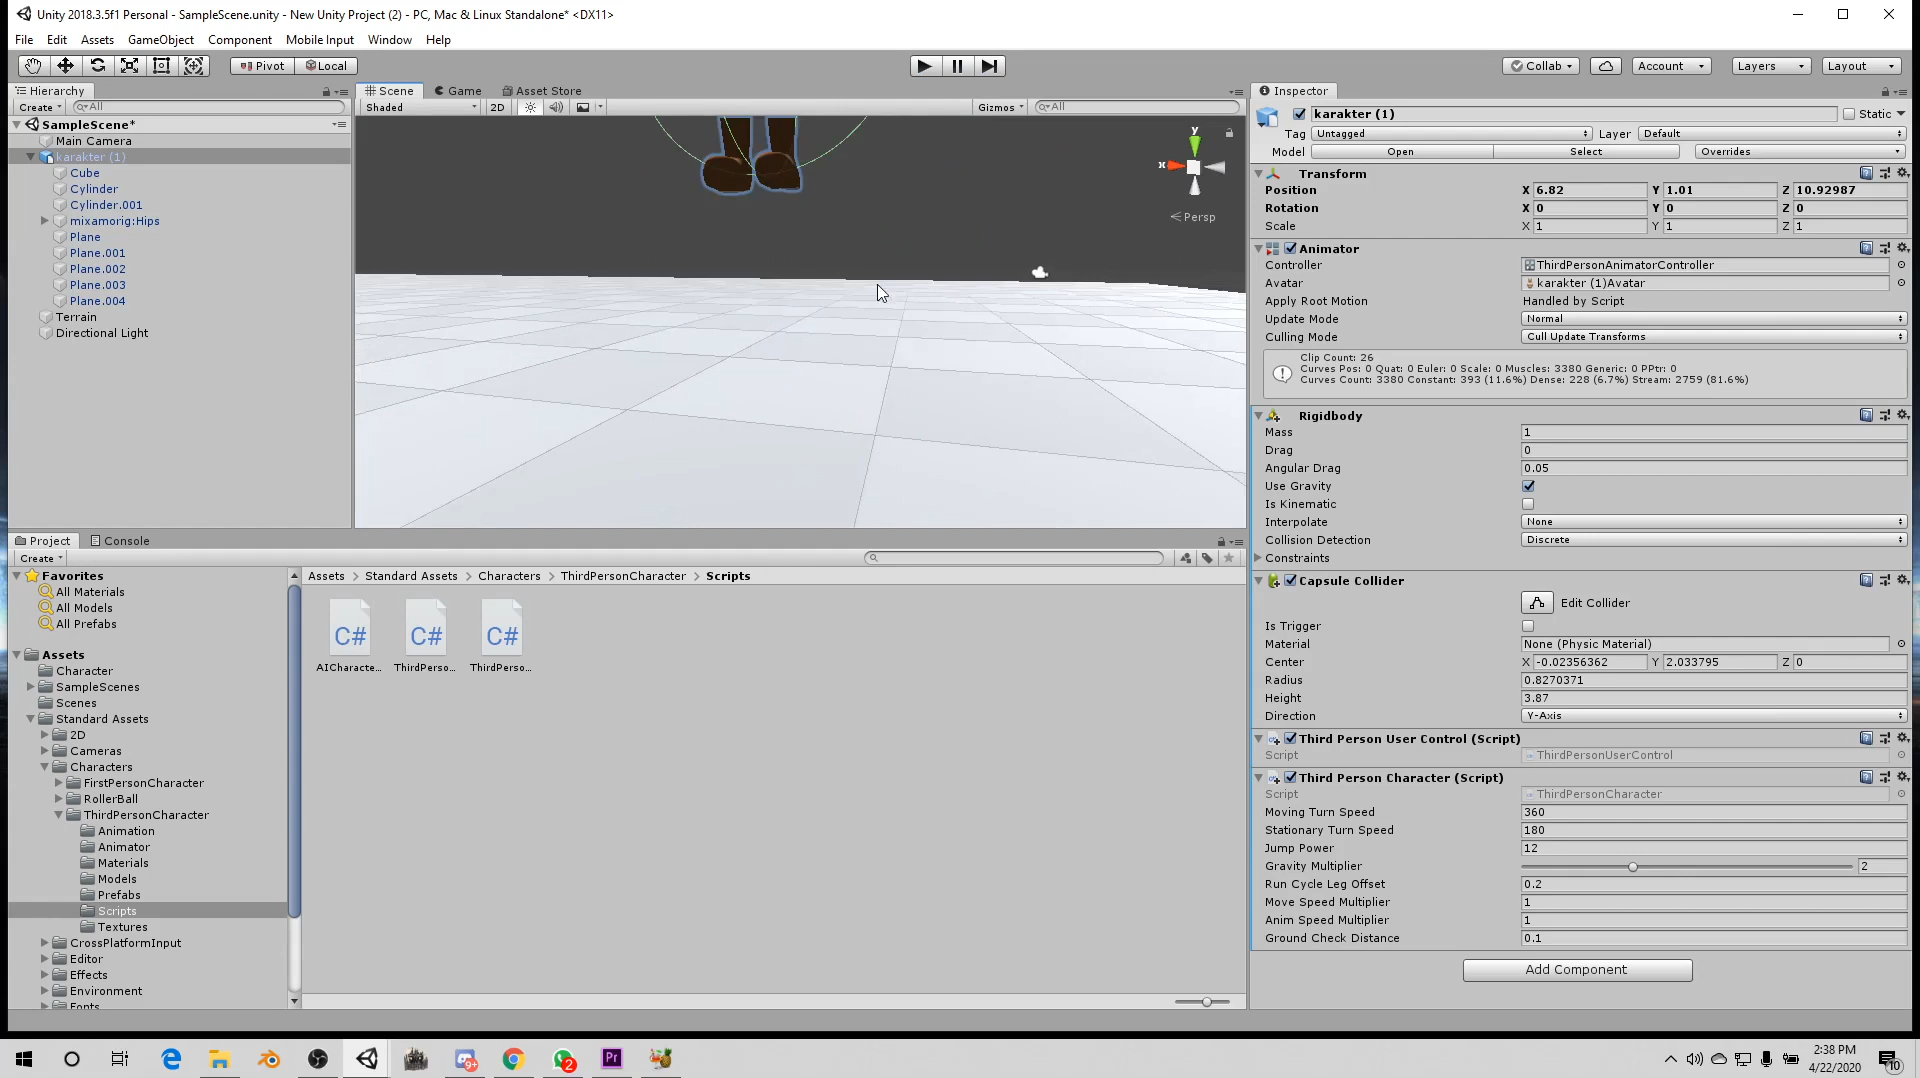 Unity 2018.3.5f1 Personal - SampleScene.unity - New Unity Project (2) - PC, Mac & Linux Standalone* <DX11>
File Edit Assets GameObject Component Mobile Input Window Help
Pivot Local Collab Account Layers Layout
Hierarchy
Create All
SampleScene*
Main Camera
karakter (1)
Cube
Cylinder
Cylinder.001
mixamorig:Hips
Plane
Plane.001
Plane.002
Plane.003
Plane.004
Terrain
Directional Light
Scene Game Asset Store
Shaded 2D Gizmos All
y
x
Persp
Project Console
Create
Favorites
All Materials
All Models
All Prefabs
Assets
Character
SampleScenes
Scenes
Standard Assets
2D
Cameras
Characters
FirstPersonCharacter
RollerBall
ThirdPersonCharacter
Animation
Animator
Materials
Models
Prefabs
Scripts
Textures
CrossPlatformInput
Editor
Effects
Environment
Fonts
Assets > Standard Assets > Characters > ThirdPersonCharacter > Scripts
C# C# C#
AICharacte... ThirdPerso... ThirdPerso...
Inspector
karakter (1) Static
Tag Untagged Layer Default
Model Open Select Overrides
Transform
Position X 6.82 Y 1.01 Z 10.92987
Rotation X 0 Y 0 Z 0
Scale X 1 Y 1 Z 1
Animator
Controller ThirdPersonAnimatorController
Avatar karakter (1)Avatar
Apply Root Motion Handled by Script
Update Mode Normal
Culling Mode Cull Update Transforms
Clip Count: 26
Curves Pos: 0 Quat: 0 Euler: 0 Scale: 0 Muscles: 3380 Generic: 0 PPtr: 0
Curves Count: 3380 Constant: 393 (11.6%) Dense: 228 (6.7%) Stream: 2759 (81.6%)
Rigidbody
Mass 1
Drag 0
Angular Drag 0.05
Use Gravity
Is Kinematic
Interpolate None
Collision Detection Discrete
Constraints
Capsule Collider
Edit Collider
Is Trigger
Material None (Physic Material)
Center X -0.02356362 Y 2.033795 Z 0
Radius 0.8270371
Height 3.87
Direction Y-Axis
Third Person User Control (Script)
Script ThirdPersonUserControl
Third Person Character (Script)
Script ThirdPersonCharacter
Moving Turn Speed 360
Stationary Turn Speed 180
Jump Power 12
Gravity Multiplier 2
Run Cycle Leg Offset 0.2
Move Speed Multiplier 1
Anim Speed Multiplier 1
Ground Check Distance 0.1
Add Component
9+
2
Pr
2:38 PM
4/22/2020
10